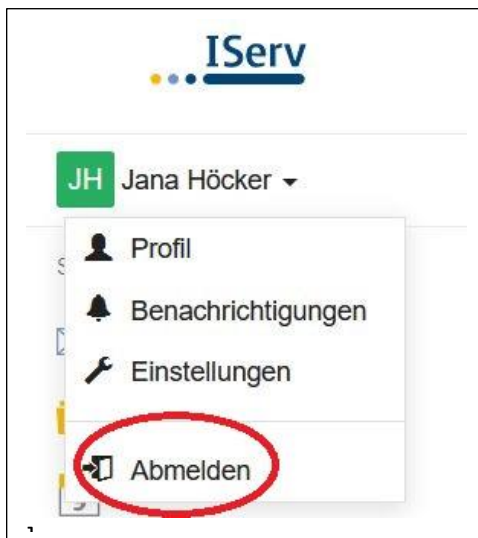 IServ
JH Jana Höcker
Profil
Benachrichtigungen
Einstellungen
Abmelden